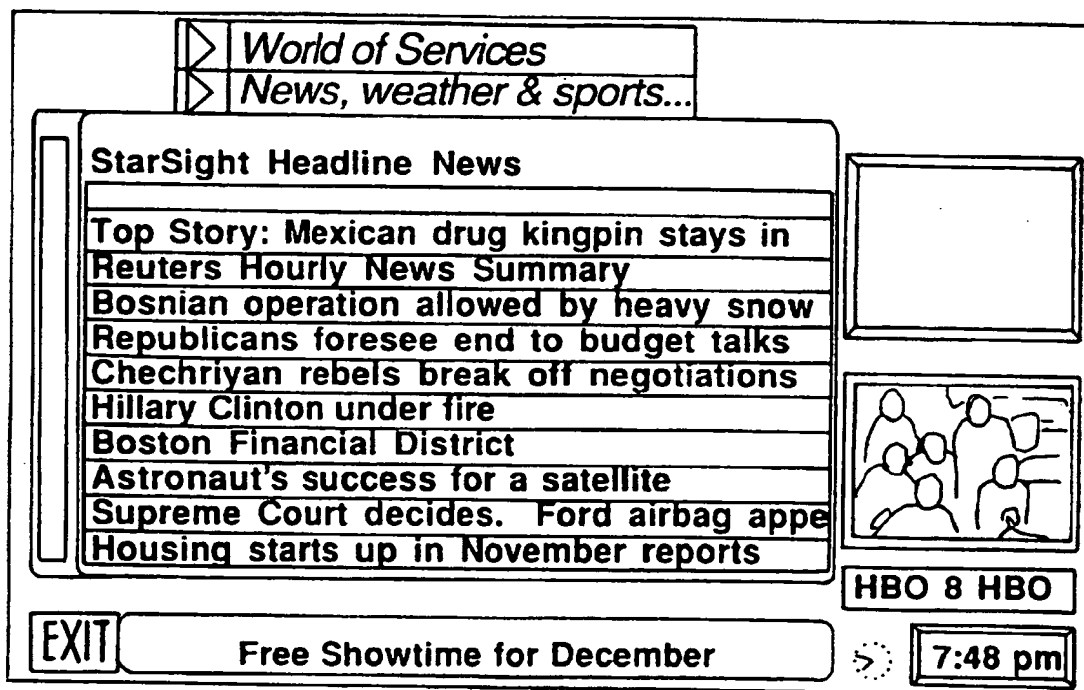 World of Services
News, weather & sports...
StarSight Headline News
Top Story: Mexican drug kingpin stays in
Reuters Hourly News Summary
Bosnian operation allowed by heavy snow
Republicans foresee end to budget talks
Chechriyan rebels break off negotiations
Hillary Clinton under fire
Boston Financial District
Astronaut's success for a satellite
Supreme Court decides. Ford airbag appe
Housing starts up in November reports
HBO 8 HBO
EXIT
Free Showtime for December
7:48 pm